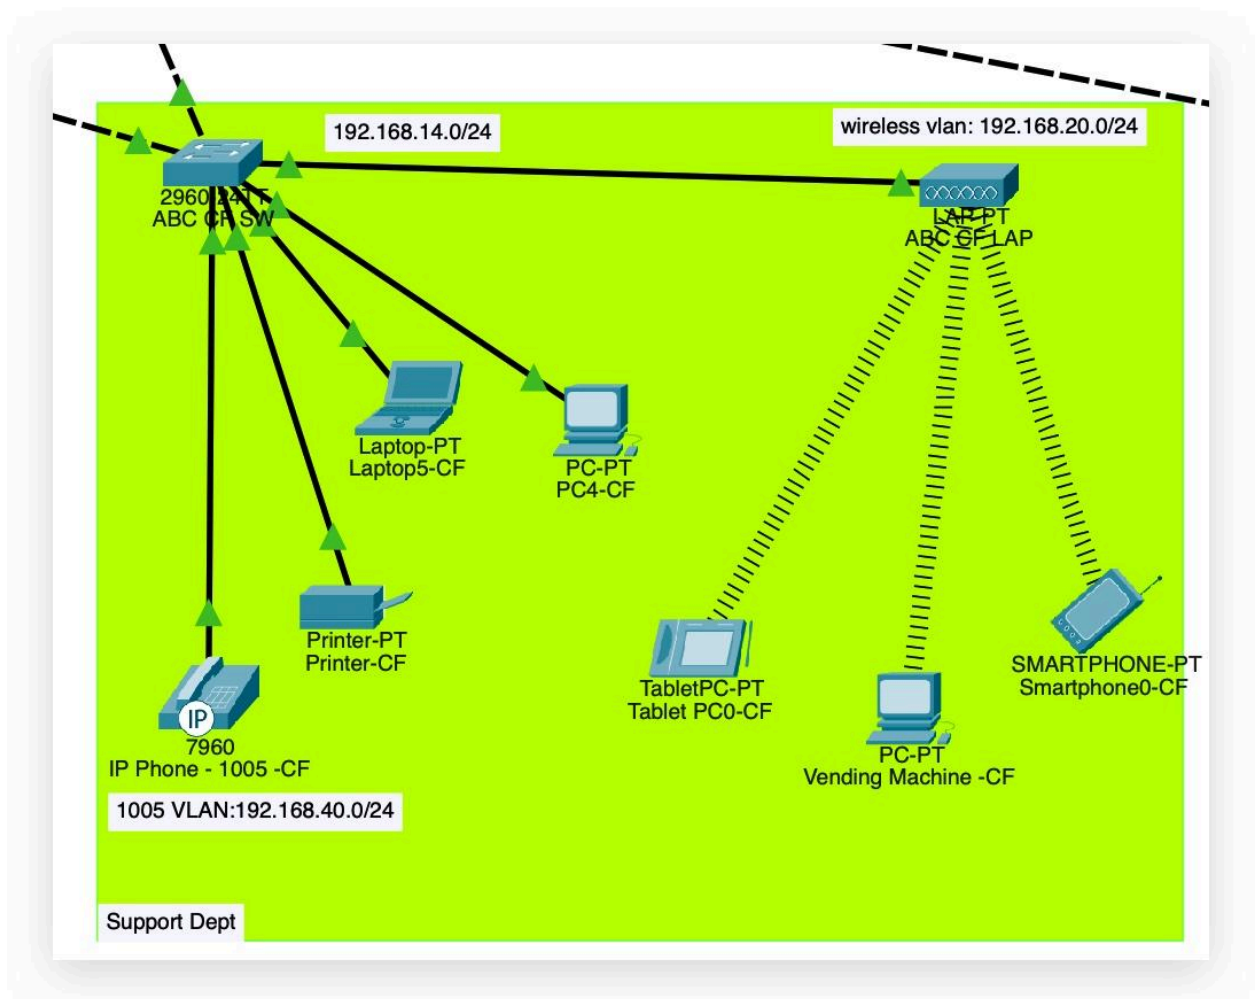 192.168.14.0/24
wireless vlan: 192.168.20.0/24
2960-24TT
ABC CF SW
LAP-PT
ABC CF LAP
Laptop-PT
Laptop5-CF
PC-PT
PC4-CF
Printer-PT
Printer-CF
IP
7960
IP Phone - 1005 -CF
TabletPC-PT
Tablet PC0-CF
PC-PT
Vending Machine -CF
SMARTPHONE-PT
Smartphone0-CF
1005 VLAN:192.168.40.0/24
Support Dept